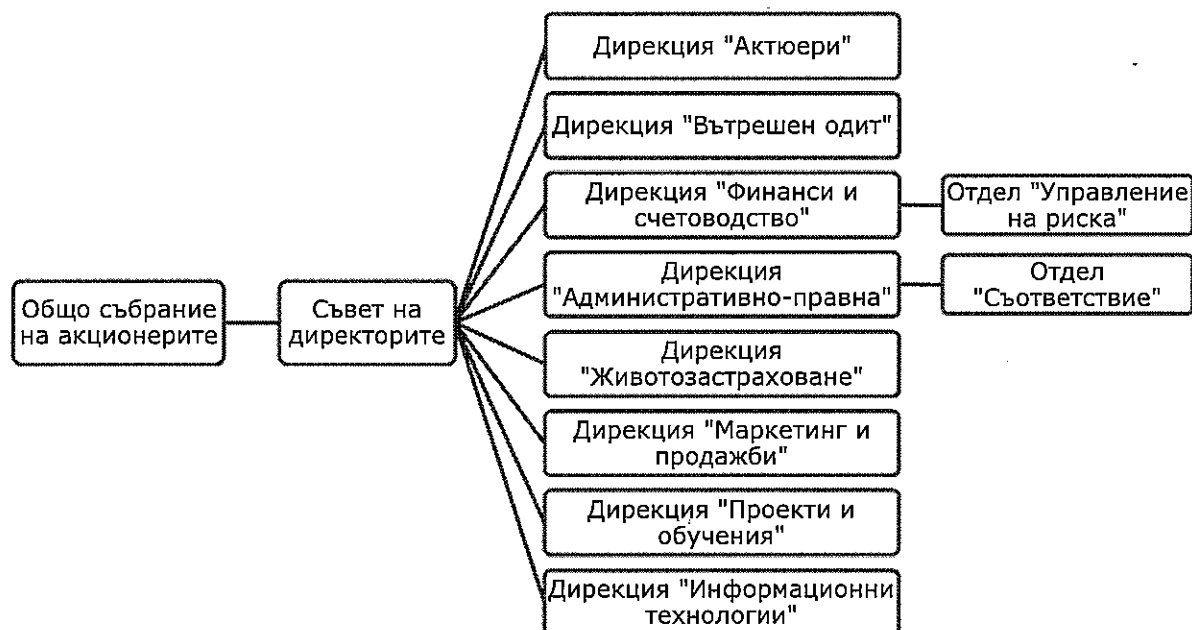 Общо събрание
на акционерите
Съвет на
директорите
Дирекция "Актюери"
Дирекция "Вътрешен одит"
Дирекция "Финанси и
счетоводство"
Отдел "Управление
на риска"
Дирекция
"Административно-правна"
Отдел
"Съответствие"
Дирекция
"Животозастраховане"
Дирекция "Маркетинг и
продажби"
Дирекция "Проекти и
обучения"
Дирекция "Информационни
технологии"